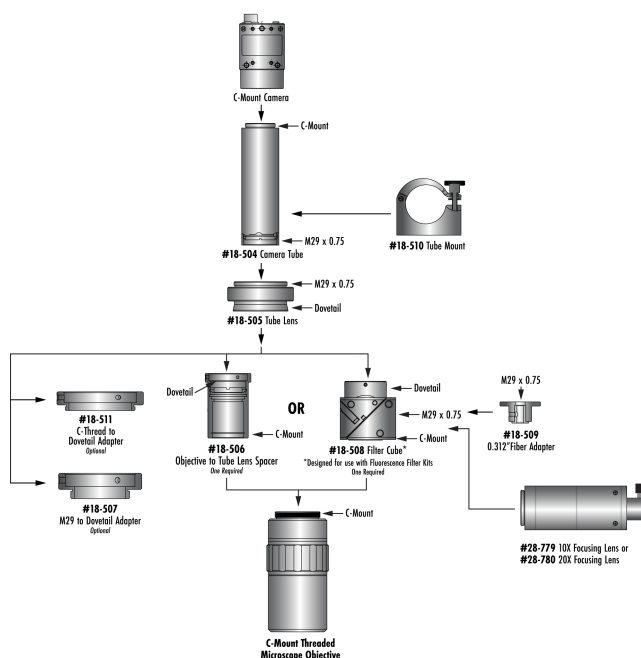 C-Mount Camera
C-Mount
M29 x 0.75
#18-504 Camera Tube
#18-510 Tube Mount
M29 x 0.75
Dovetail
#18-505 Tube Lens
#18-511
C-Thread to
Dovetail Adapter
Optional
#18-507
M29 to Dovetail Adapter
Optional
Dovetail
C-Mount
#18-506
Objective to Tube Lens Spacer
One Required
OR
Dovetail
M29 x 0.75
C-Mount
#18-508 Filter Cube*
*Designed for use with Fluorescence Filter Kits
One Required
M29 x 0.75
#18-509
0.312"Fiber Adapter
#28-779 10X Focusing Lens or
#28-780 20X Focusing Lens
C-Mount
C-Mount Threaded
Microscope Objective